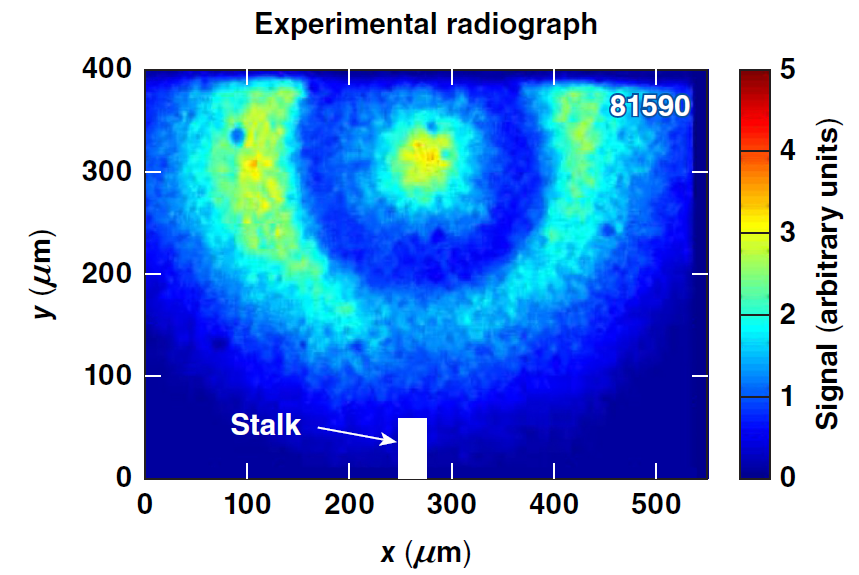 Experimental radiograph
400
300
200
100
0
y (μm)
81590
Stalk
0 100 200 300 400 500
x (μm)
5
4
3
2
1
0
Signal (arbitrary units)